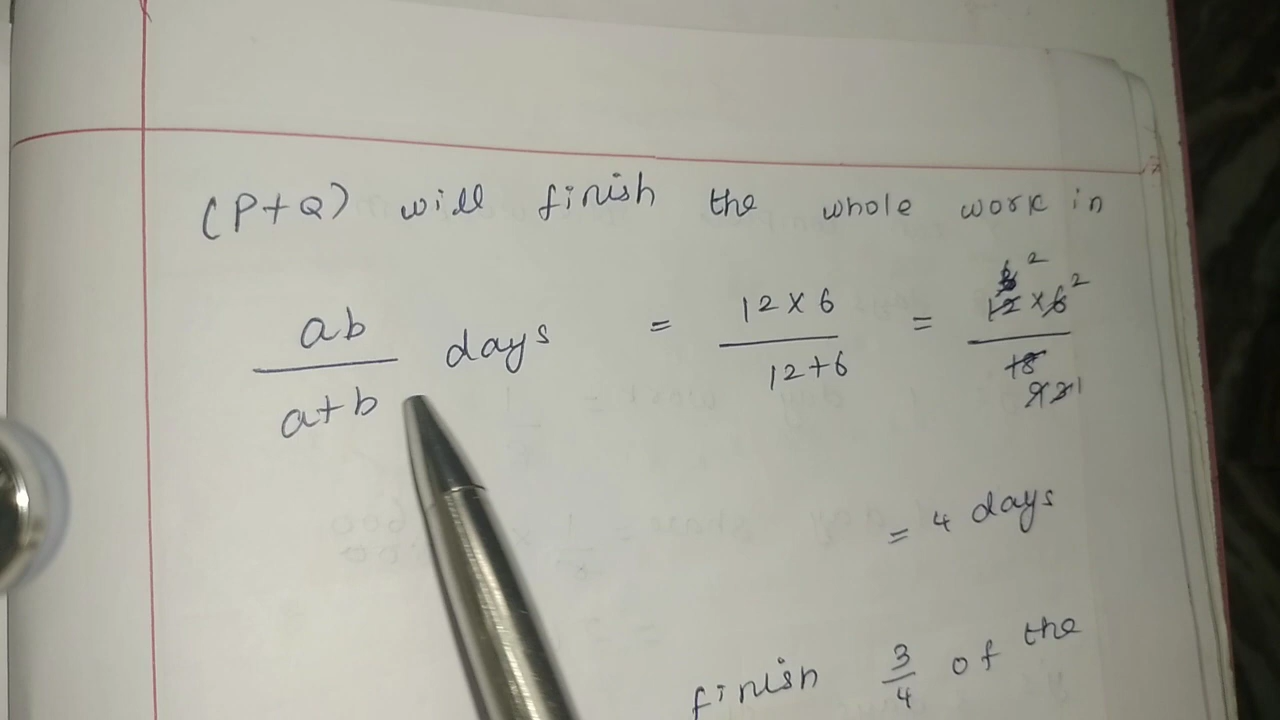 (P+Q) will finish the whole work in
ab / a+b days = 12 x 6 / 12+6 = 12 x 6 2 / 18
= 4 days
finish 3/4 of the